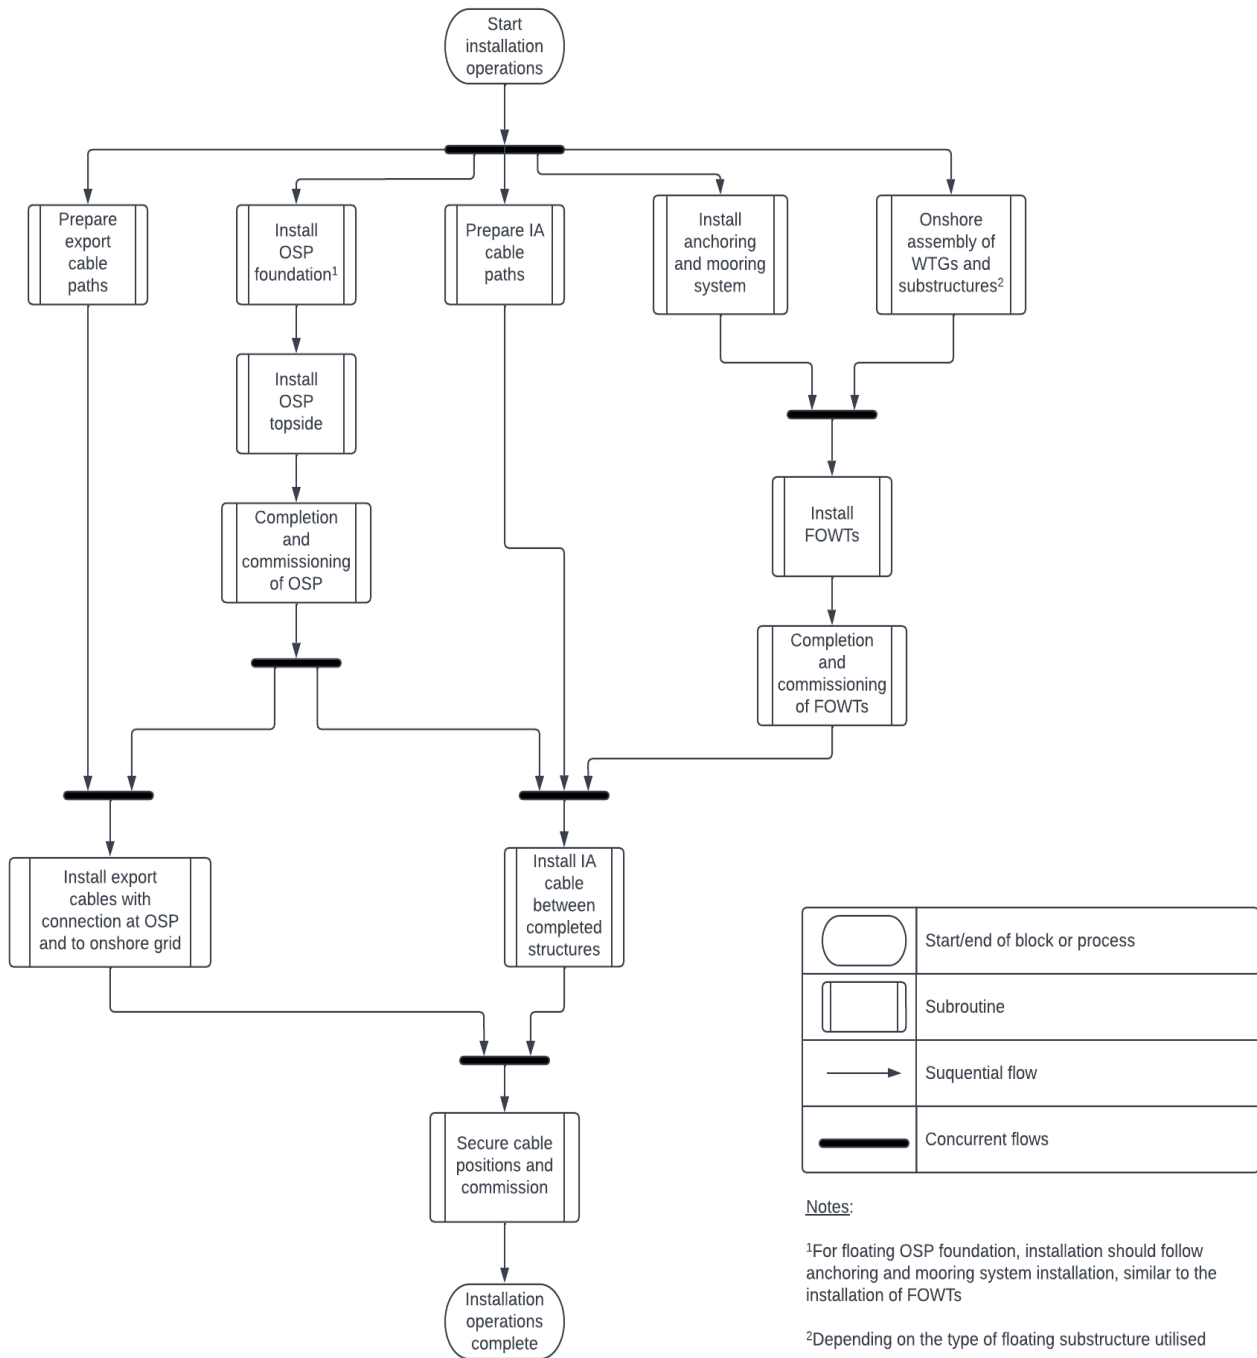 Start
installation
operations
Prepare
export
cable
paths
Install
OSP
foundation¹
Prepare IA
cable
paths
Install
anchoring
and mooring
system
Onshore
assembly of
WTGs and
substructures²
Install
OSP
topside
Completion
and
commissioning
of OSP
Install
FOWTs
Completion
and
commissioning
of FOWTs
Install export
cables with
connection at OSP
and to onshore grid
Install IA
cable
between
completed
structures
Secure cable
positions and
commission
Installation
operations
complete
Start/end of block or process
Subroutine
Suquential flow
Concurrent flows
Notes:
¹For floating OSP foundation, installation should follow
anchoring and mooring system installation, similar to the
installation of FOWTs
²Depending on the type of floating substructure utilised